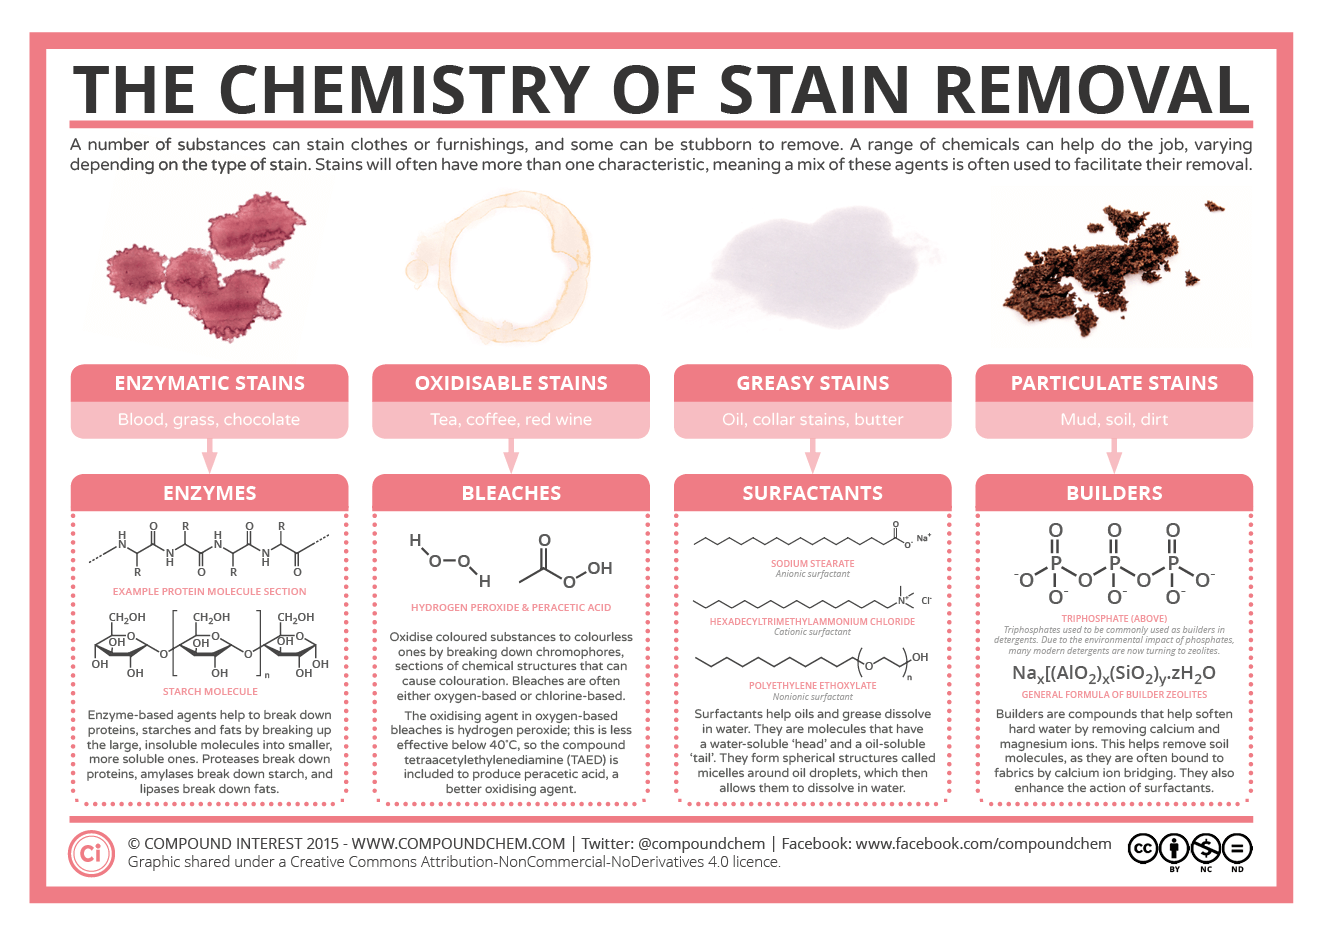 THE CHEMISTRY OF STAIN REMOVAL
A number of substances can stain clothes or furnishings, and some can be stubborn to remove. A range of chemicals can help do the job, varying
depending on the type of stain. Stains will often have more than one characteristic, meaning a mix of these agents is often used to facilitate their removal.
ENZYMATIC STAINS
Blood, grass, chocolate
ENZYMES
H
N
O
R
H
N
O
R
R
N
H
O
R
N
H
O
EXAMPLE PROTEIN MOLECULE SECTION
CH₂OH
CH₂OH
CH₂OH
OH
OH
OH
O
O
O
OH
O
O
OH
OH
OH
n
OH
STARCH MOLECULE
Enzyme-based agents help to break down
proteins, starches and fats by breaking up
the large, insoluble molecules into smaller,
more soluble ones. Proteases break down
proteins, amylases break down starch, and
lipases break down fats.
OXIDISABLE STAINS
Tea, coffee, red wine
BLEACHES
H
O
O
H
O
O
OH
HYDROGEN PEROXIDE & PERACETIC ACID
Oxidise coloured substances to colourless
ones by breaking down chromophores,
sections of chemical structures that can
cause colouration. Bleaches are often
either oxygen-based or chlorine-based.
The oxidising agent in oxygen-based
bleaches is hydrogen peroxide; this is less
effective below 40˚C, so the compound
tetraacetylethylenediamine (TAED) is
included to produce peracetic acid, a
better oxidising agent.
GREASY STAINS
Oil, collar stains, butter
SURFACTANTS
O
O⁻
Na⁺
SODIUM STEARATE
Anionic surfactant
N⁺
Cl⁻
HEXADECYLTRIMETHYLAMMONIUM CHLORIDE
Cationic surfactant
O
OH
n
POLYETHYLENE ETHOXYLATE
Nonionic surfactant
Surfactants help oils and grease dissolve
in water. They are molecules that have
a water-soluble ‘head’ and a oil-soluble
‘tail’. They form spherical structures called
micelles around oil droplets, which then
allows them to dissolve in water.
PARTICULATE STAINS
Mud, soil, dirt
BUILDERS
O
O
O
P
P
P
⁻O
O
O
O⁻
O⁻
O⁻
O⁻
TRIPHOSPHATE (ABOVE)
Triphosphates used to be commonly used as builders in
detergents. Due to the environmental impact of phosphates,
many modern detergents are now turning to zeolites.
Naₓ[(AlO₂)ₓ(SiO₂)y.zH₂O
GENERAL FORMULA OF BUILDER ZEOLITES
Builders are compounds that help soften
hard water by removing calcium and
magnesium ions. This helps remove soil
molecules, as they are often bound to
fabrics by calcium ion bridging. They also
enhance the action of surfactants.
Ci
© COMPOUND INTEREST 2015 - WWW.COMPOUNDCHEM.COM | Twitter: @compoundchem | Facebook: www.facebook.com/compoundchem
Graphic shared under a Creative Commons Attribution-NonCommercial-NoDerivatives 4.0 licence.
CC
BY
NC
ND